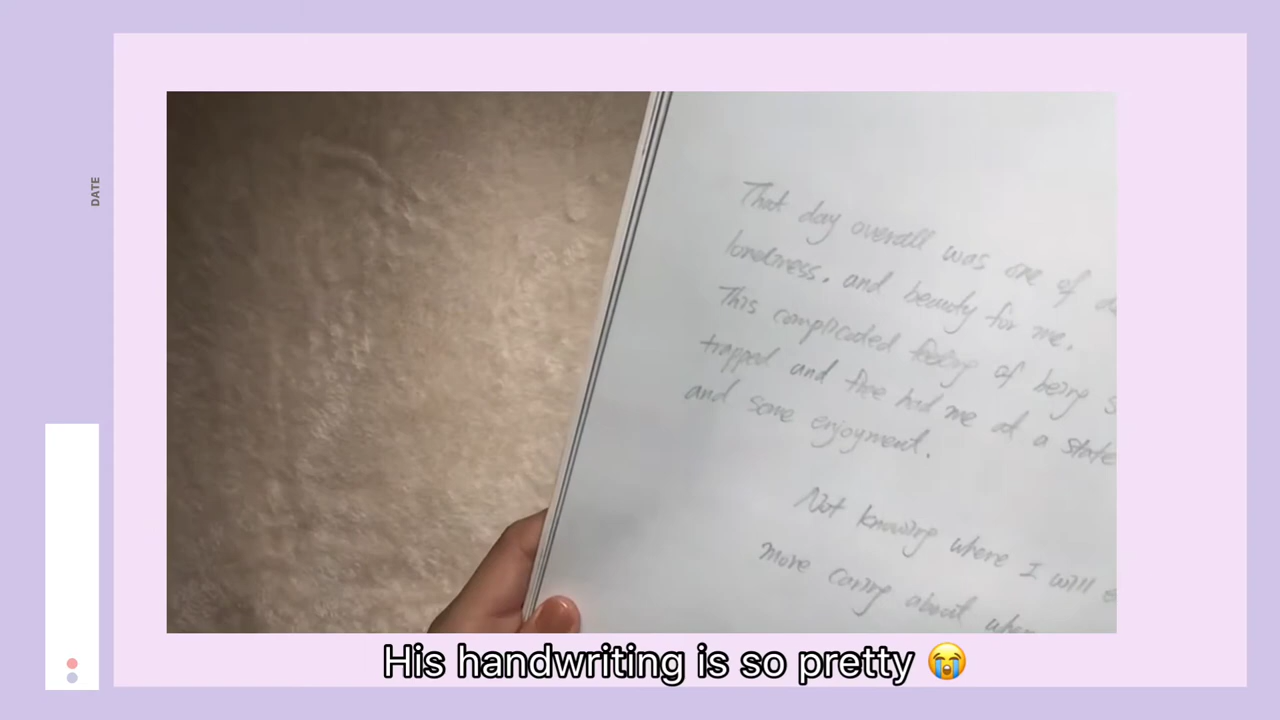 DATE
That day overall was one of
loneliness, and beauty for me.
This complicated feeling of being
trapped and free had me at a state
and some enjoyment.
Not knowing where I will
more caring about
His handwriting is so pretty 😭